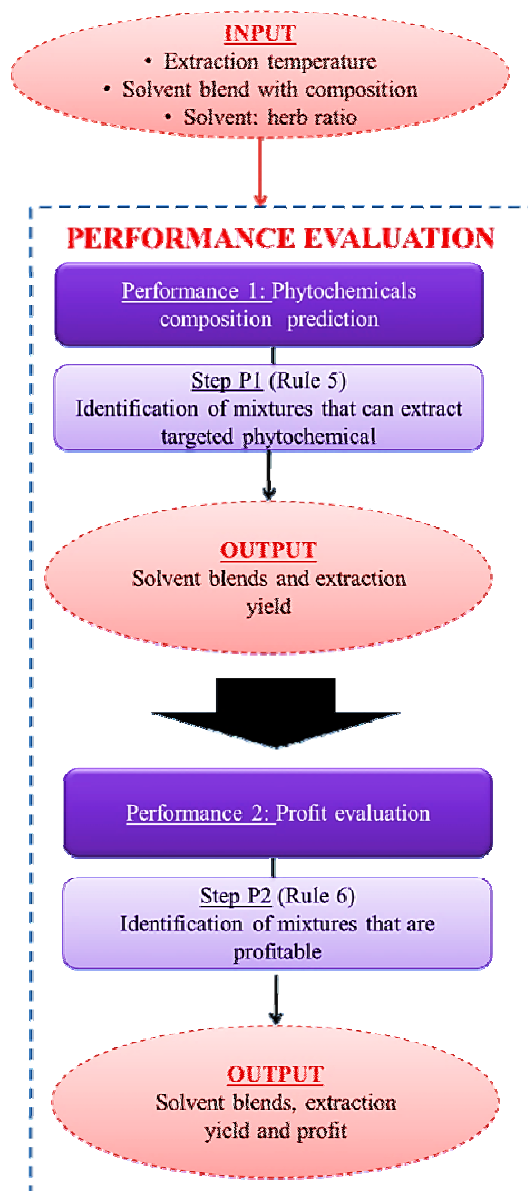 INPUT
• Extraction temperature
• Solvent blend with composition
• Solvent: herb ratio
PERFORMANCE EVALUATION
Performance 1: Phytochemicals
composition prediction
Step P1 (Rule 5)
Identification of mixtures that can extract
targeted phytochemical
OUTPUT
Solvent blends and extraction
yield
Performance 2: Profit evaluation
Step P2 (Rule 6)
Identification of mixtures that are
profitable
OUTPUT
Solvent blends, extraction
yield and profit